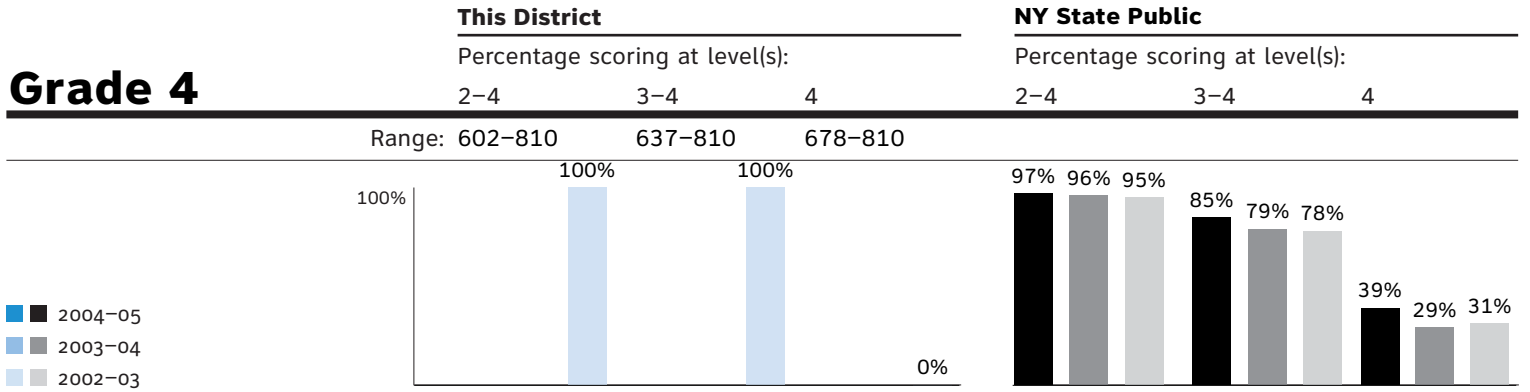 This District NY State Public
Percentage scoring at level(s): Percentage scoring at level(s):
Grade 4 2–4 3–4 4 2–4 3–4 4
Range: 602–810 637–810 678–810
100% 100% 100%
97% 96% 95% 85% 79% 78% 39% 29% 31%
0%
2004–05
2003–04
2002–03